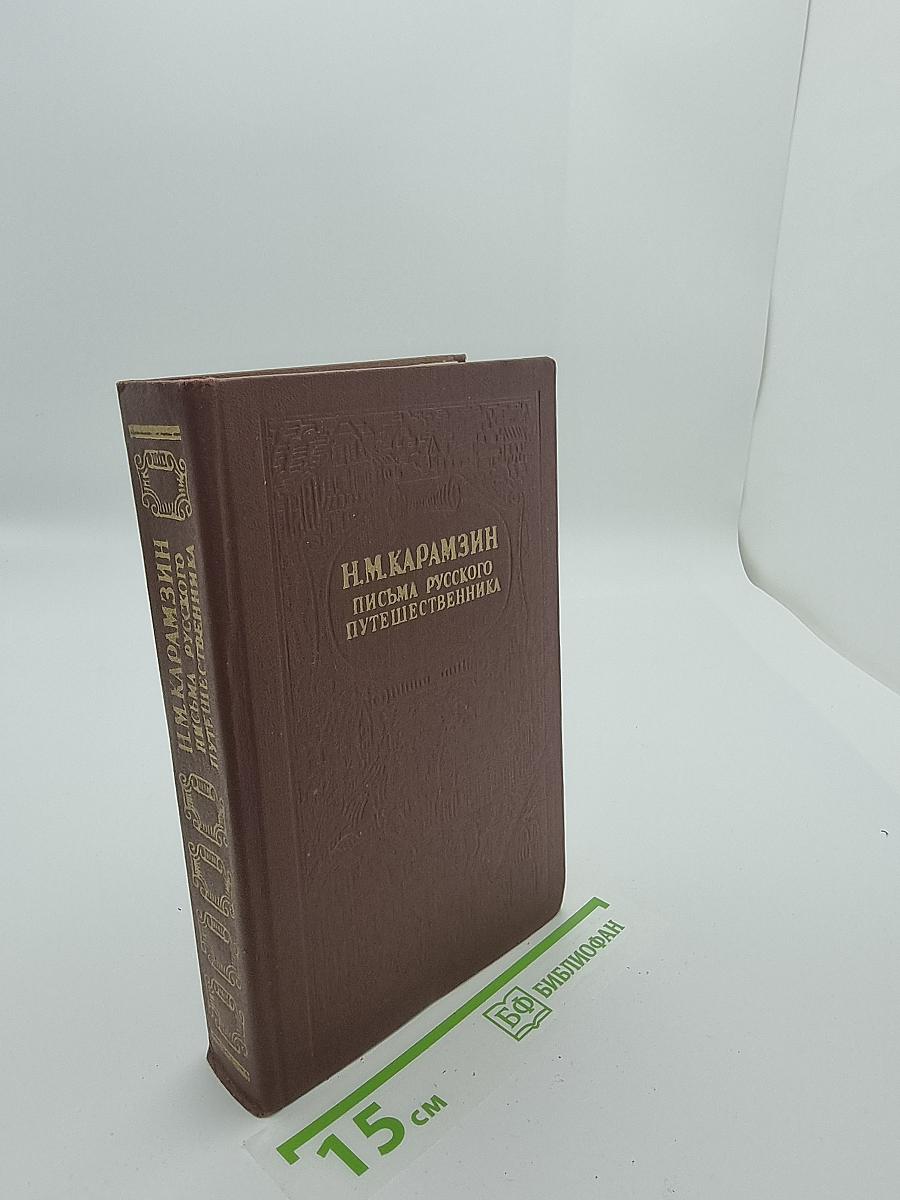 Н.М.КАРАМЗИН
ПИСЬМА РУССКОГО
ПУТЕШЕСТВЕННИКА
Н.М.КАРАМЗИН
ПИСЬМА РУССКОГО
ПУТЕШЕСТВЕННИКА
БФ БИБЛИОФАН
15 см